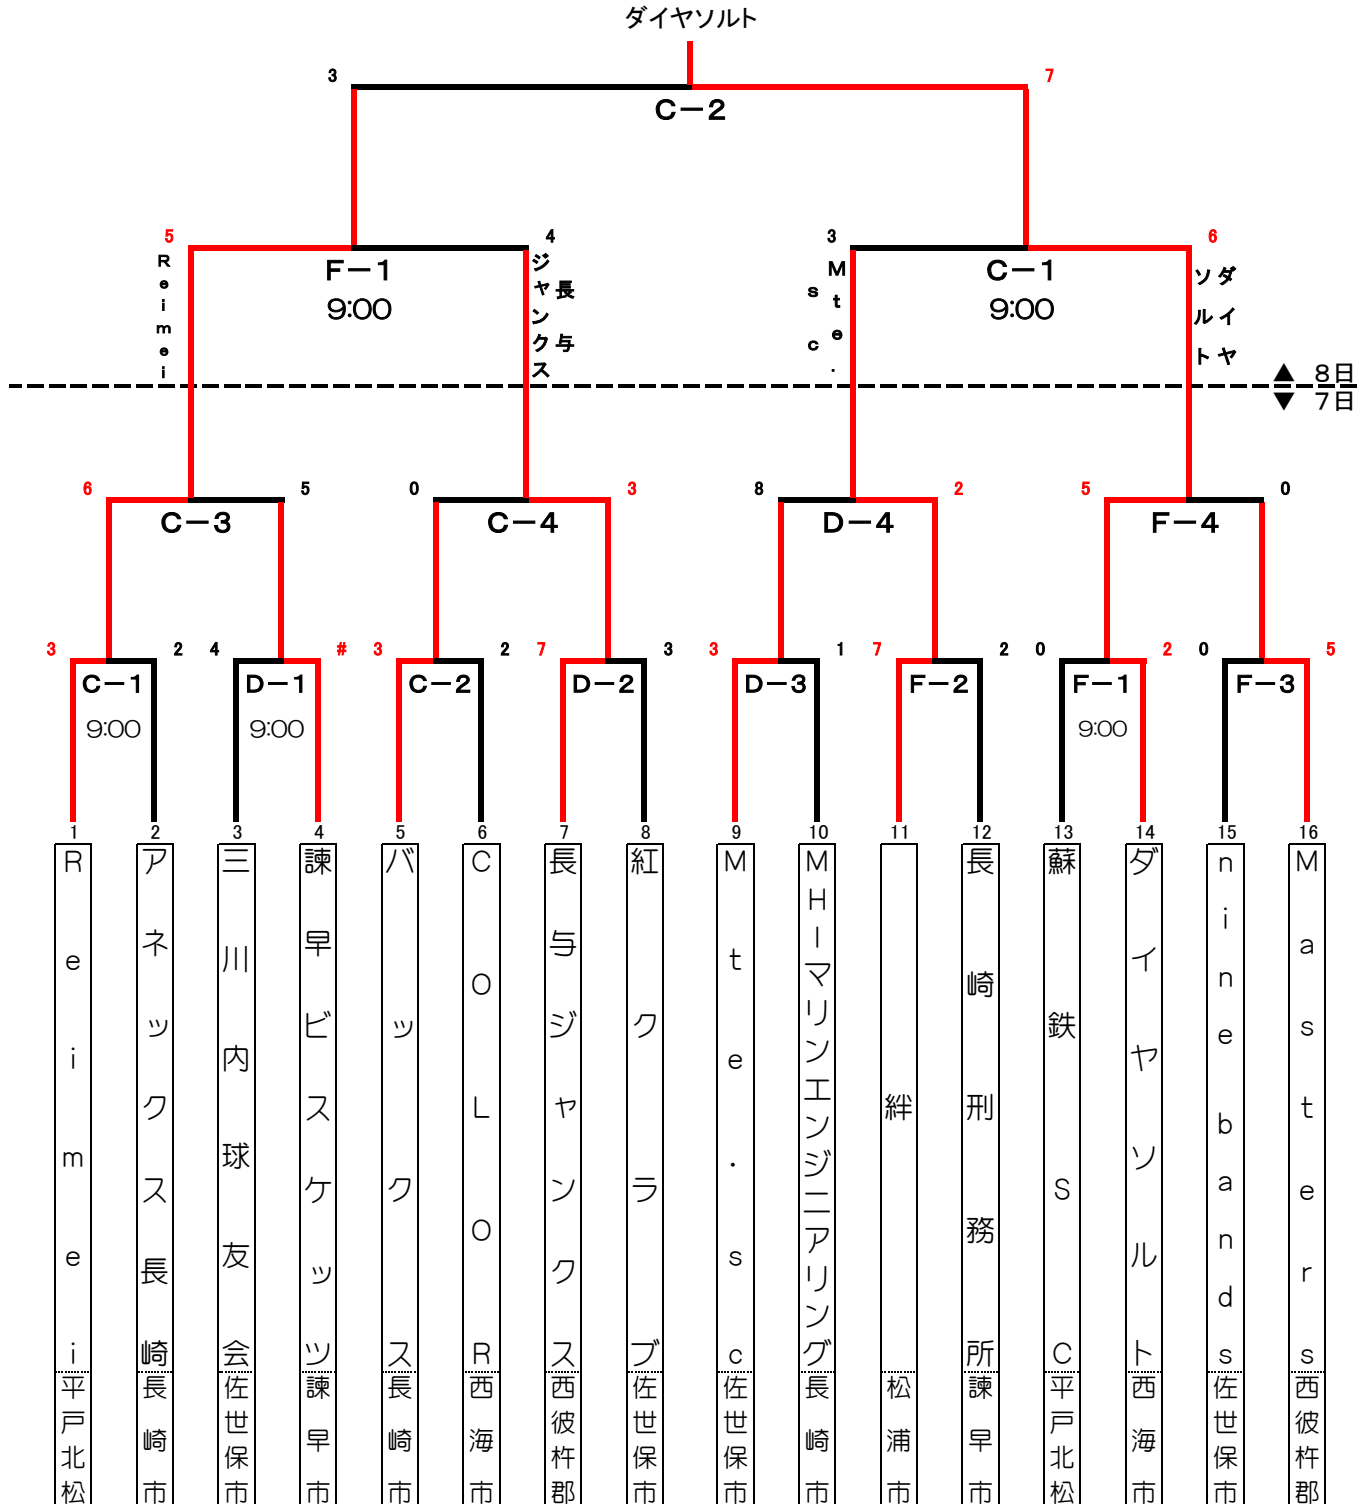 ダイヤソルト
3
7
C－2
5
4
3
6
Reimei
F－1
9:00
長与
ジャンクス
Mte.
sc
C－1
9:00
ダイヤ
ソルト
▲ 8日
▼ 7日
6
5
0
3
8
2
5
0
C－3
C－4
D－4
F－4
3
2
4
#
3
2
7
3
3
1
7
2
0
2
0
5
C－1
D－1
C－2
D－2
D－3
F－2
F－1
F－3
9:00
9:00
9:00
1
2
3
4
5
6
7
8
9
10
11
12
13
14
15
16
Reimei
アネックス長崎
三川内球友会
諫早ビスケッツ
バックス
COLOR
長与ジャンクス
紅クラブ
Mte.sc
MHIマリンエンジニアリング
絆
長崎刑務所
蘇鉄SC
ダイヤソルト
ninebands
Masters
平戸北松
長崎市
佐世保市
諫早市
長崎市
西海市
西彼杵郡
佐世保市
佐世保市
長崎市
松浦市
諫早市
平戸北松
西海市
佐世保市
西彼杵郡